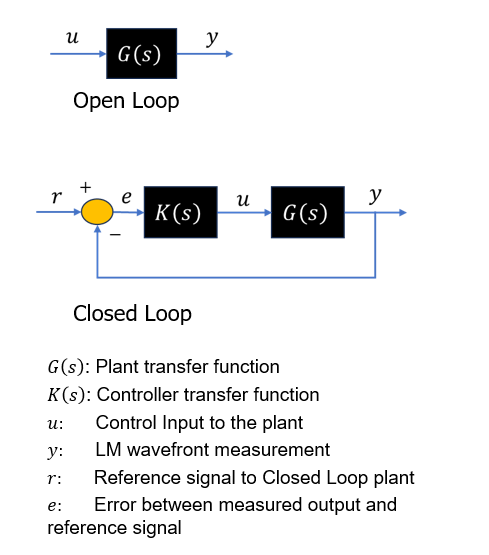 u
y
G(s)
Open Loop
r
+
e
K(s)
u
G(s)
y
−
Closed Loop
G(s): Plant transfer function
K(s): Controller transfer function
u: Control Input to the plant
y: LM wavefront measurement
r: Reference signal to Closed Loop plant
e: Error between measured output and
reference signal